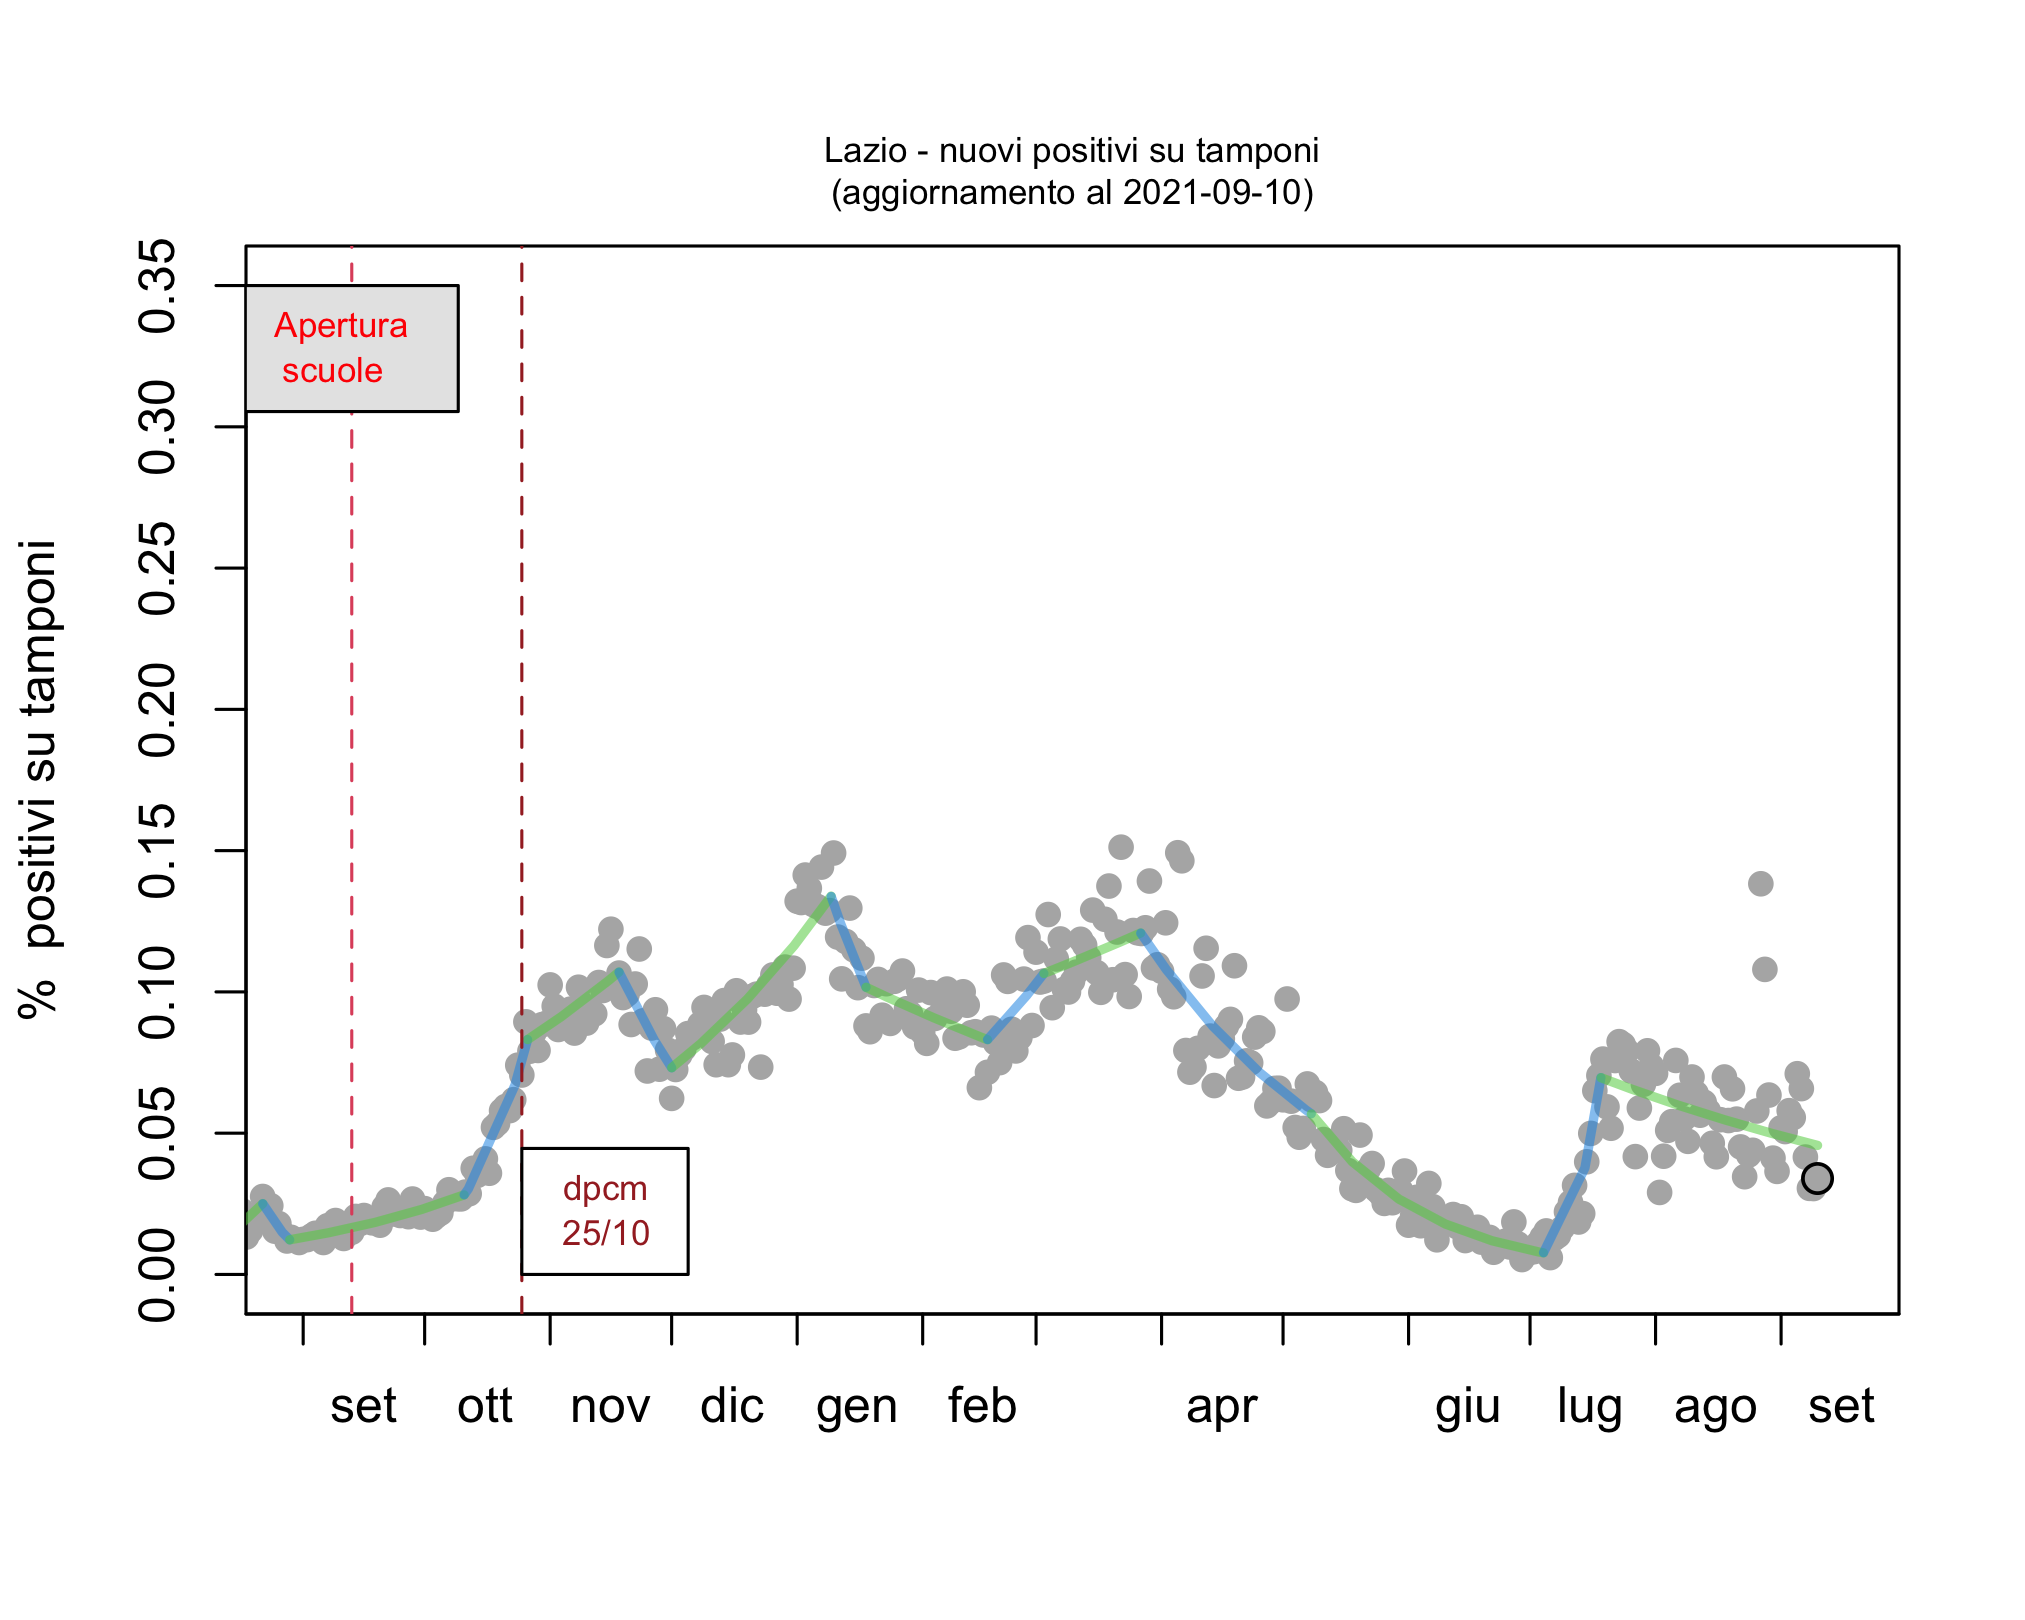 Lazio - nuovi positivi su tamponi
(aggiornamento al 2021-09-10)
% positivi su tamponi
0.35
0.30
0.25
0.20
0.15
0.10
0.05
0.00
Apertura
scuole
dpcm
25/10
set ott nov dic gen feb apr giu lug ago set